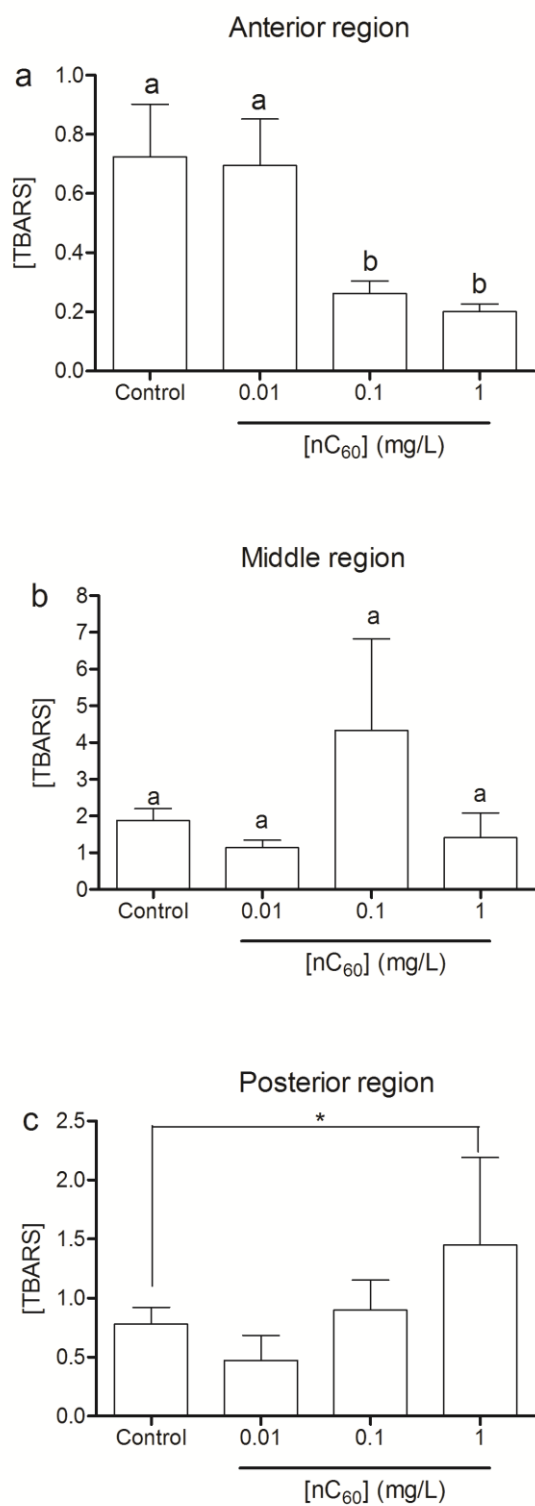 Anterior region
a
1.0
a
a
0.8
0.6
[TBARS]
0.4
b
b
0.2
0.0
Control 0.01 0.1 1
[nC₆₀] (mg/L)
Middle region
b
8
a
7
6
5
[TBARS]
4
3
a
a
a
2
1
0
Control 0.01 0.1 1
[nC₆₀] (mg/L)
Posterior region
c
2.5
*
2.0
1.5
[TBARS]
1.0
0.5
0.0
Control 0.01 0.1 1
[nC₆₀] (mg/L)